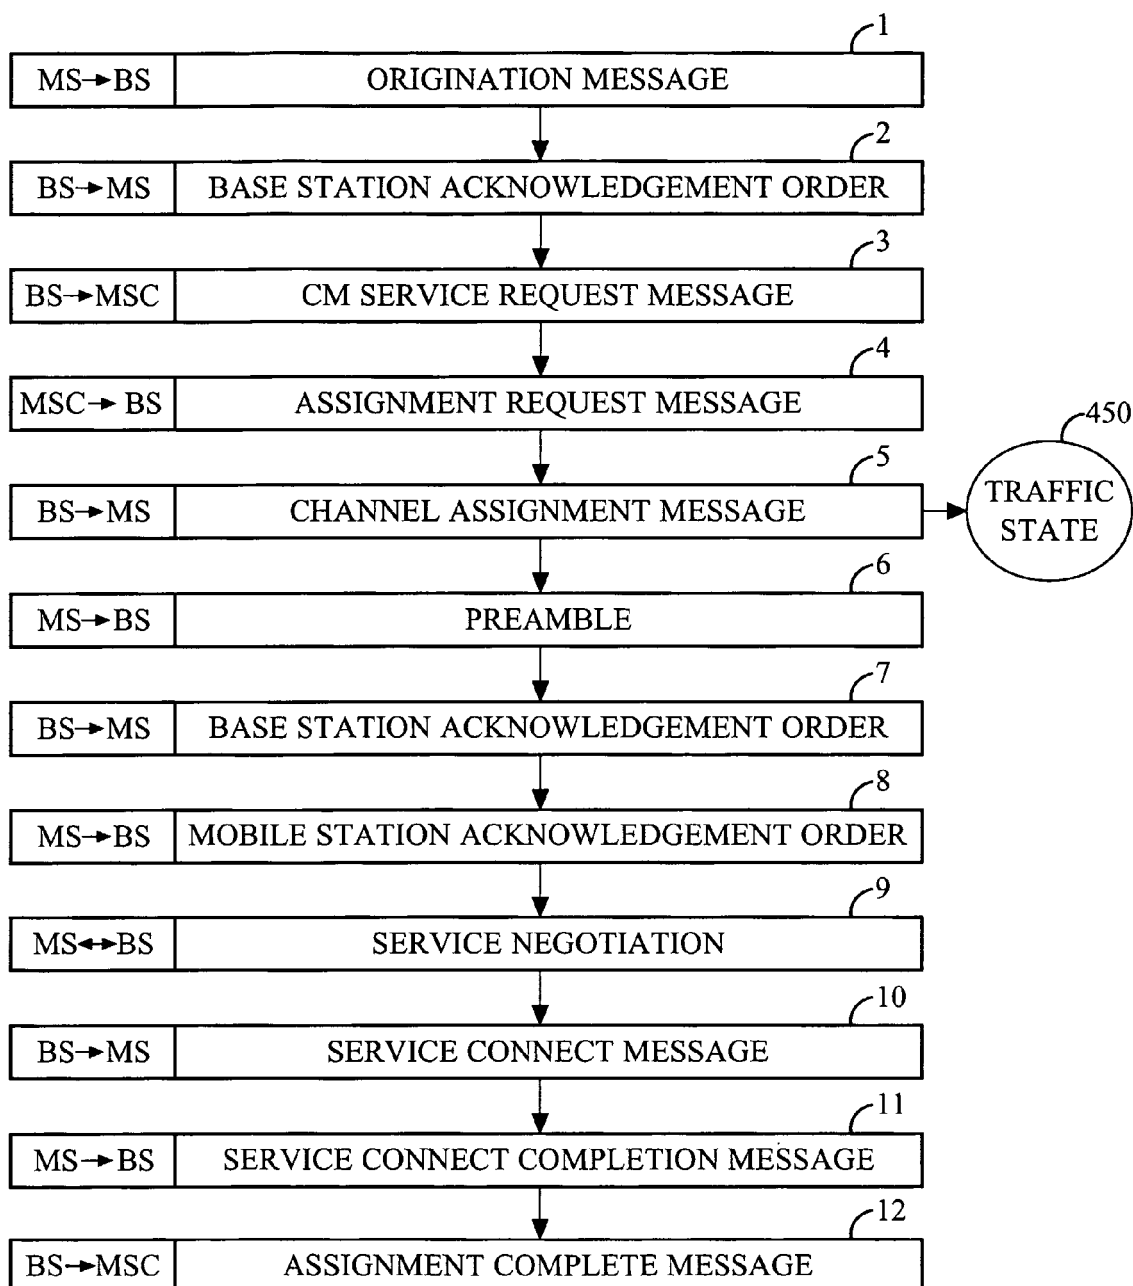 1
MS→BS ORIGINATION MESSAGE
2
BS→MS BASE STATION ACKNOWLEDGEMENT ORDER
3
BS→MSC CM SERVICE REQUEST MESSAGE
4
MSC→BS ASSIGNMENT REQUEST MESSAGE
450
5
BS→MS CHANNEL ASSIGNMENT MESSAGE
TRAFFIC
STATE
6
MS→BS PREAMBLE
7
BS→MS BASE STATION ACKNOWLEDGEMENT ORDER
8
MS→BS MOBILE STATION ACKNOWLEDGEMENT ORDER
9
MS↔BS SERVICE NEGOTIATION
10
BS→MS SERVICE CONNECT MESSAGE
11
MS→BS SERVICE CONNECT COMPLETION MESSAGE
12
BS→MSC ASSIGNMENT COMPLETE MESSAGE